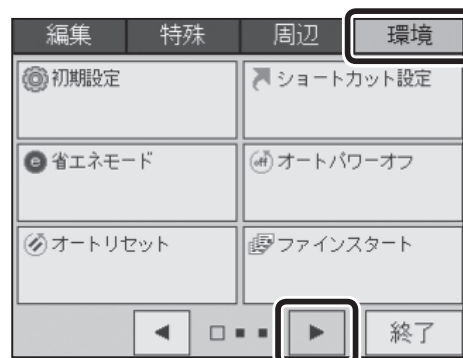 編集 特殊 周辺 環境
初期設定 ショートカット設定
e 省エネモード off オートパワーオフ
オートリセット ファインスタート
終了